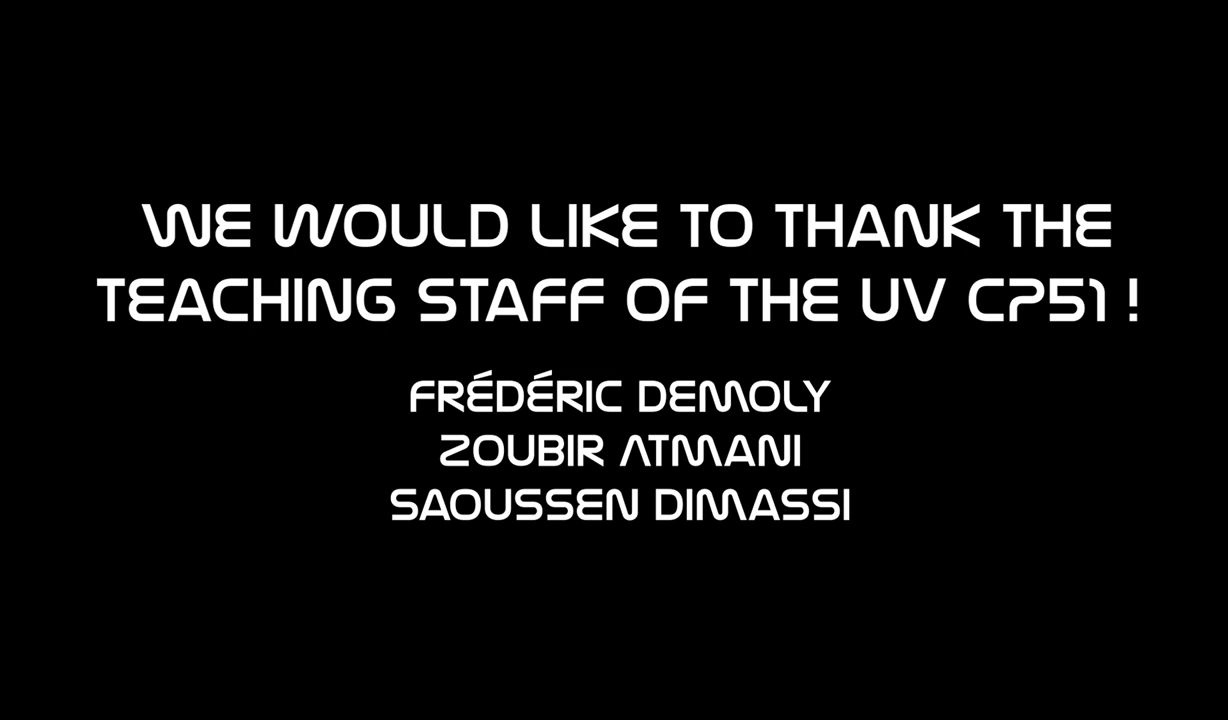 WE WOULD LIKE TO THANK THE
TEACHING STAFF OF THE UV CP51 !
FRÉDÉRIC DEMOLY
ZOUBIR ATMANI
SAOUSSEN DIMASSI